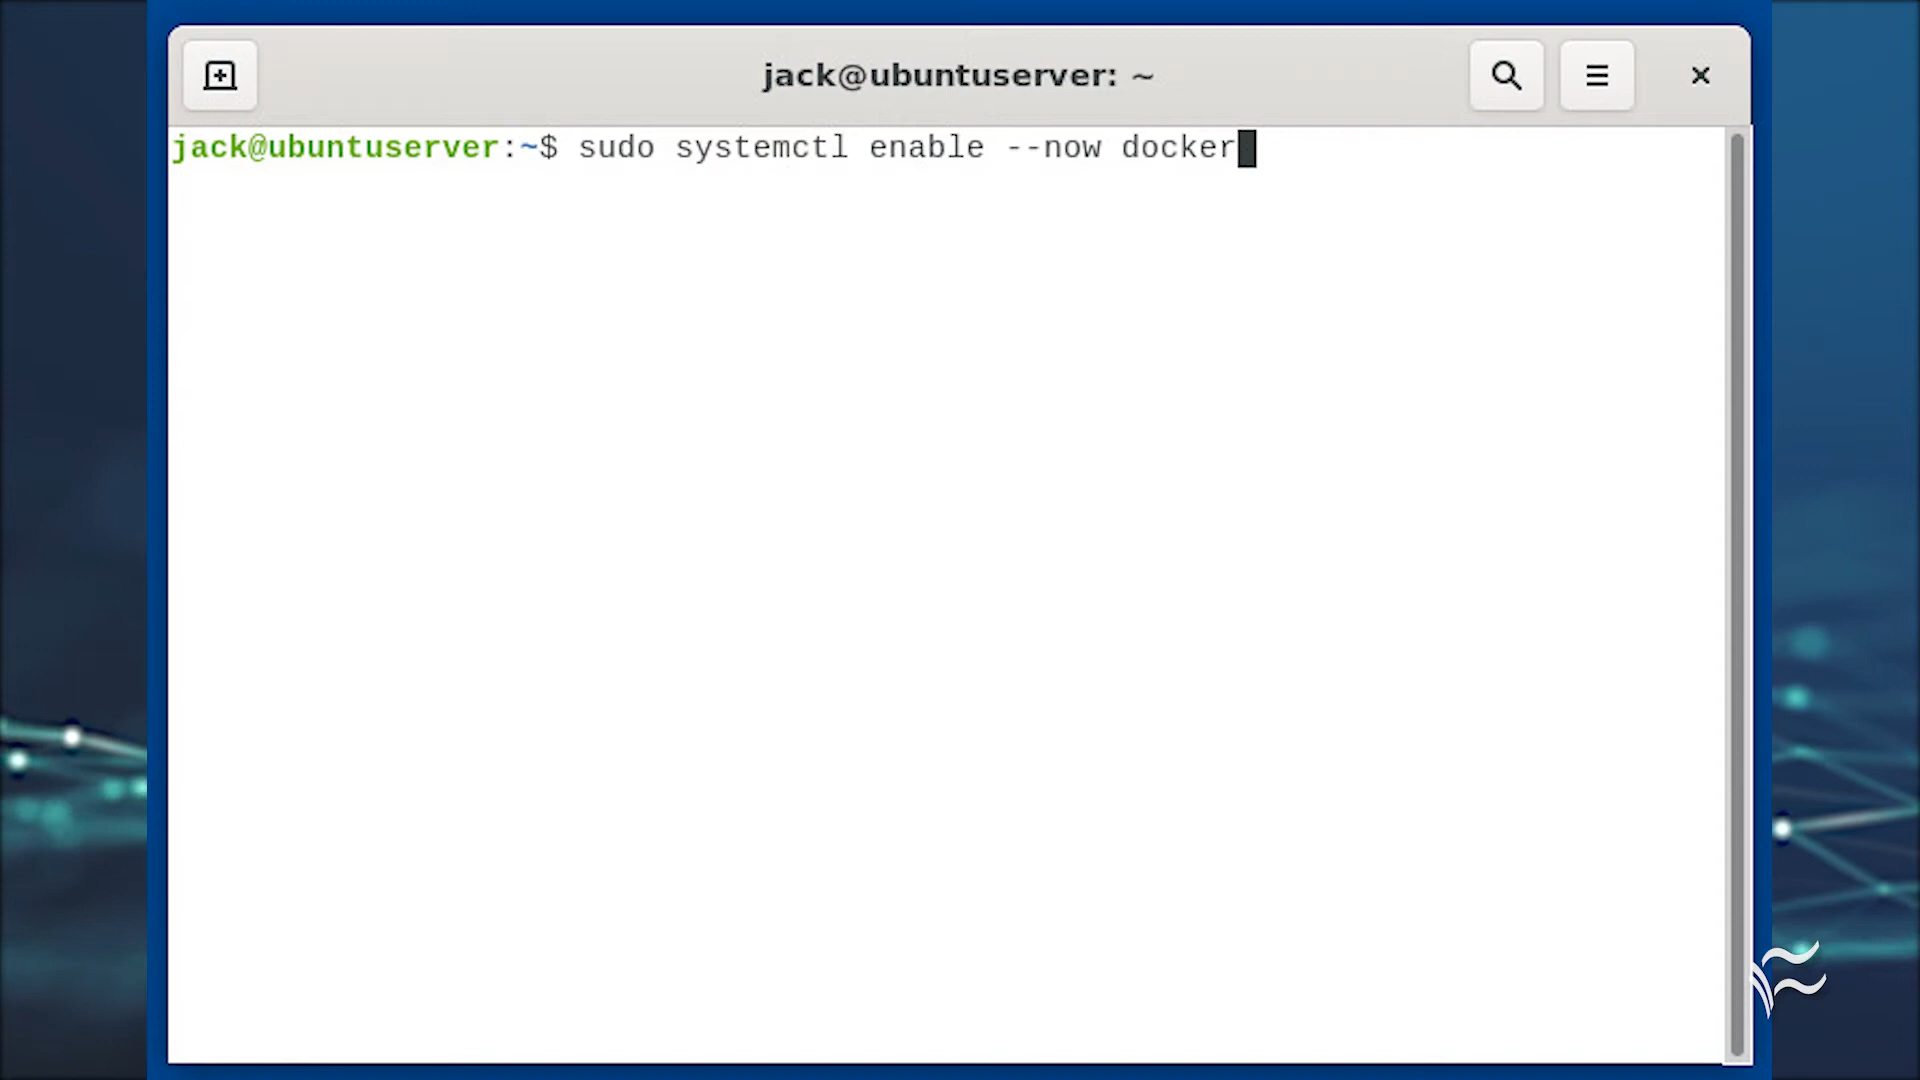 jack@ubuntuserver: ~
jack@ubuntuserver:~$ sudo systemctl enable --now docker